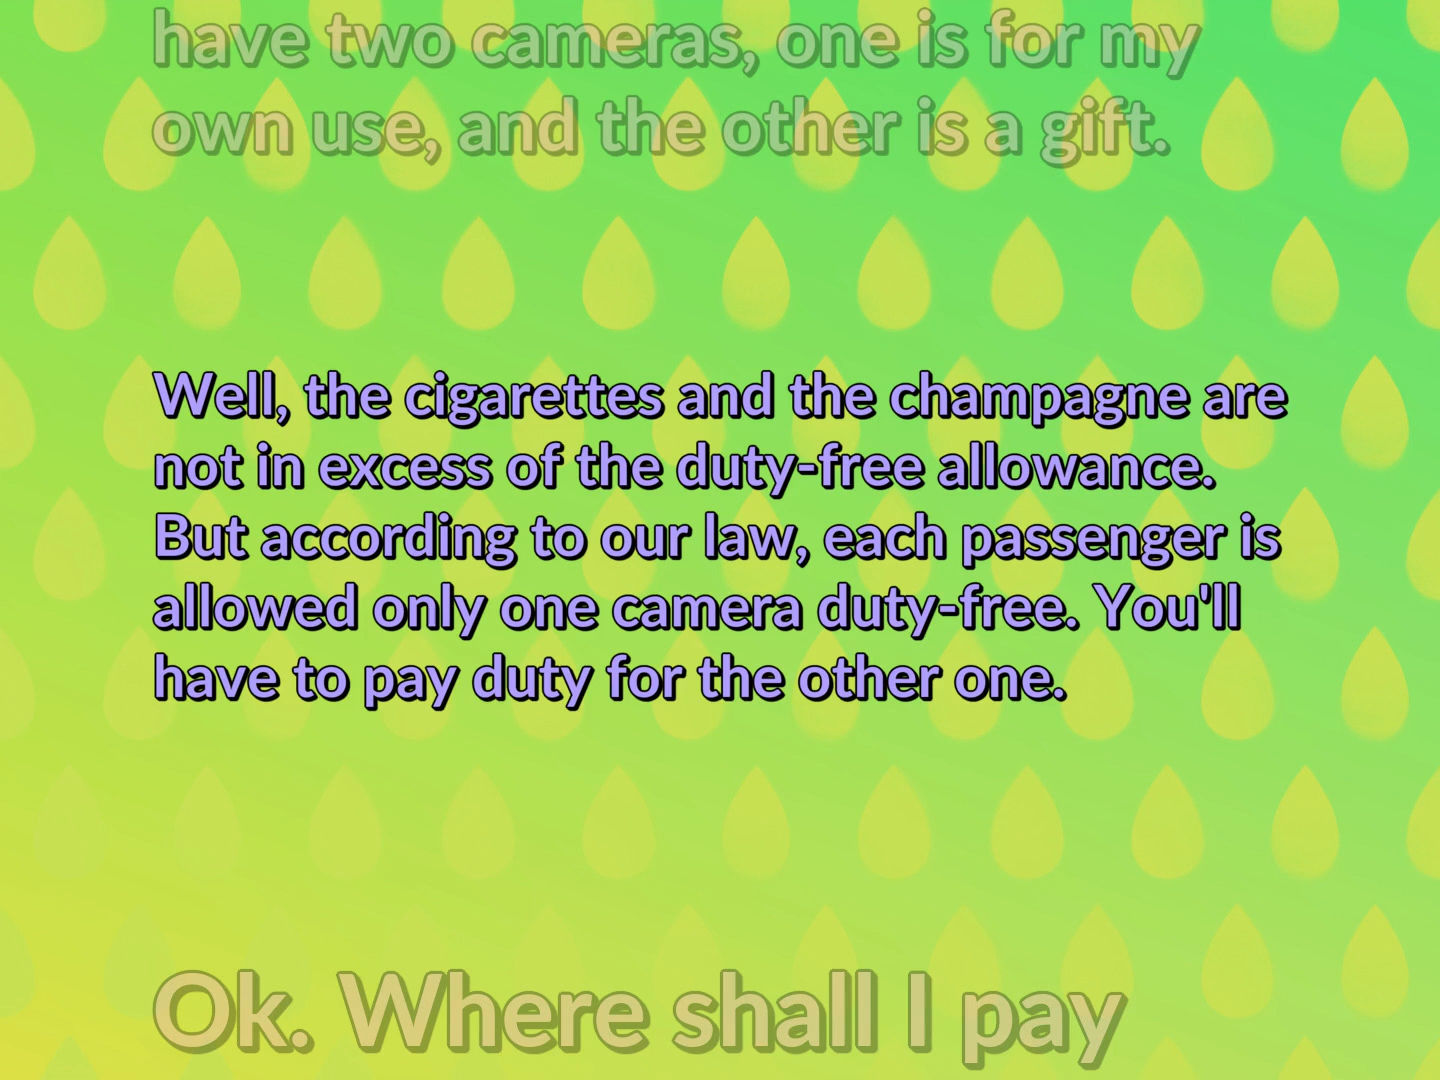 have two cameras, one is for my
own use, and the other is a gift.
Well, the cigarettes and the champagne are
not in excess of the duty-free allowance.
But according to our law, each passenger is
allowed only one camera duty-free. You'll
have to pay duty for the other one.
Ok. Where shall I pay